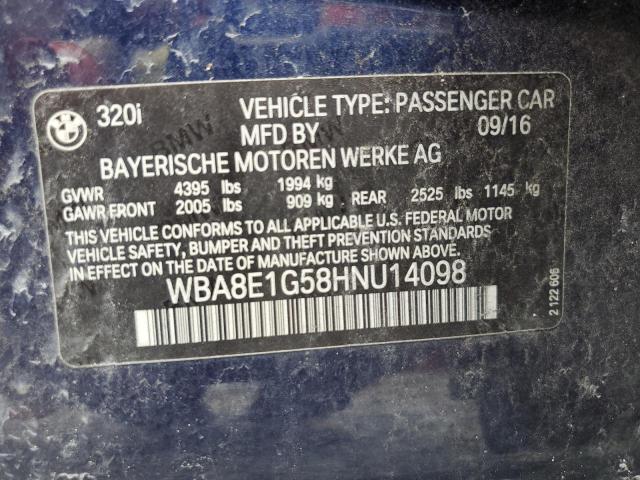 BMW 320i VEHICLE TYPE: PASSENGER CAR
MFD BY 09/16
BAYERISCHE MOTOREN WERKE AG
GVWR 4395 lbs 1994 kg
GAWR FRONT 2005 lbs 909 kg REAR 2525 lbs 1145 kg
THIS VEHICLE CONFORMS TO ALL APPLICABLE U.S. FEDERAL MOTOR
VEHICLE SAFETY, BUMPER AND THEFT PREVENTION STANDARDS
IN EFFECT ON THE DATE OF MANUFACTURE SHOWN ABOVE.
WBA8E1G58HNU14098
2 122 606